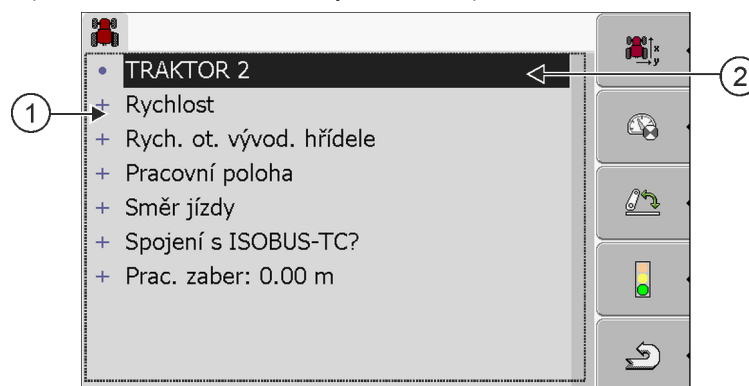 TRAKTOR 2
Rychlost
Rych. ot. vývod. hřídele
Pracovní poloha
Směr jízdy
Spojení s ISOBUS-TC?
Prac. zaber: 0.00 m
x
y
1
2